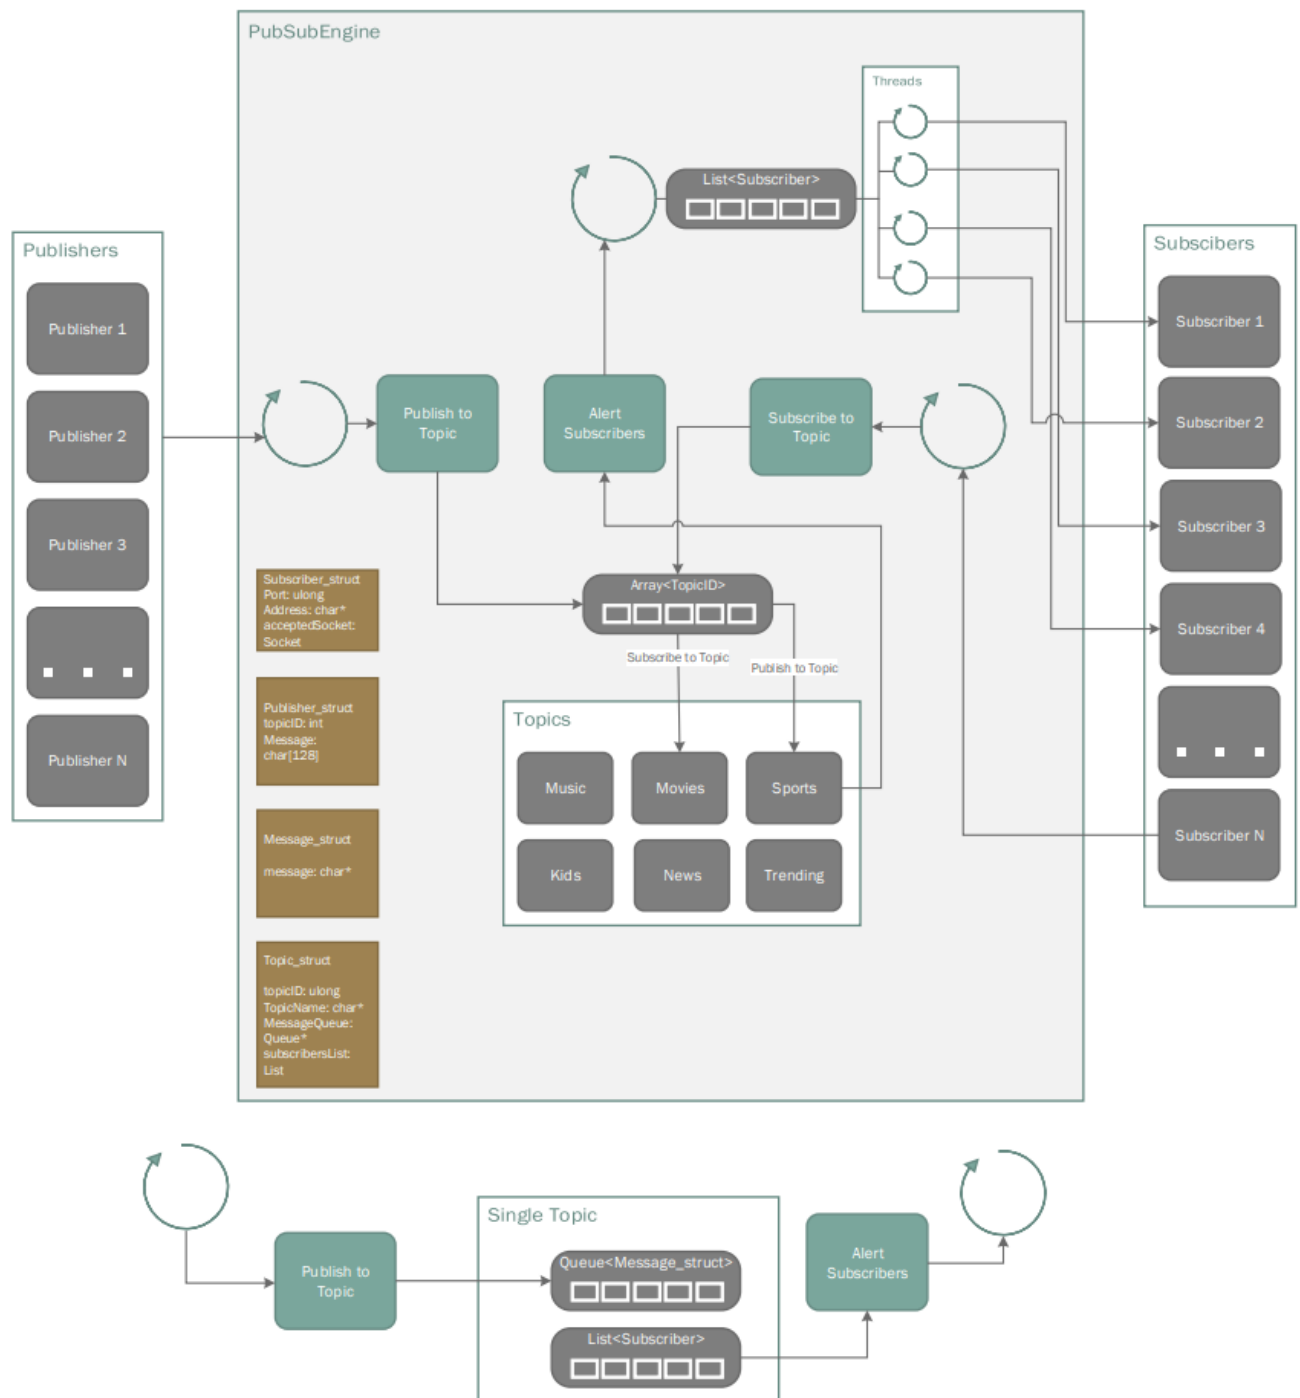 PubSubEngine
Threads
List<Subscriber>
Publishers
Publisher 1
Publisher 2
Publisher 3
Publisher N
Subscibers
Subscriber 1
Subscriber 2
Subscriber 3
Subscriber 4
Subscriber N
Publish to
Topic
Alert
Subscribers
Subscribe to
Topic
Array<TopicID>
Subscribe to Topic
Publish to Topic
Topics
Music
Movies
Sports
Kids
News
Trending
Subscriber_struct
Port: ulong
Address: char*
acceptedSocket:
Socket
Publisher_struct
topicID: int
Message:
char[128]
Message_struct
message: char*
Topic_struct
topicID: ulong
TopicName: char*
MessageQueue:
Queue*
subscribersList:
List
Publish to
Topic
Single Topic
Queue<Message_struct>
List<Subscriber>
Alert
Subscribers